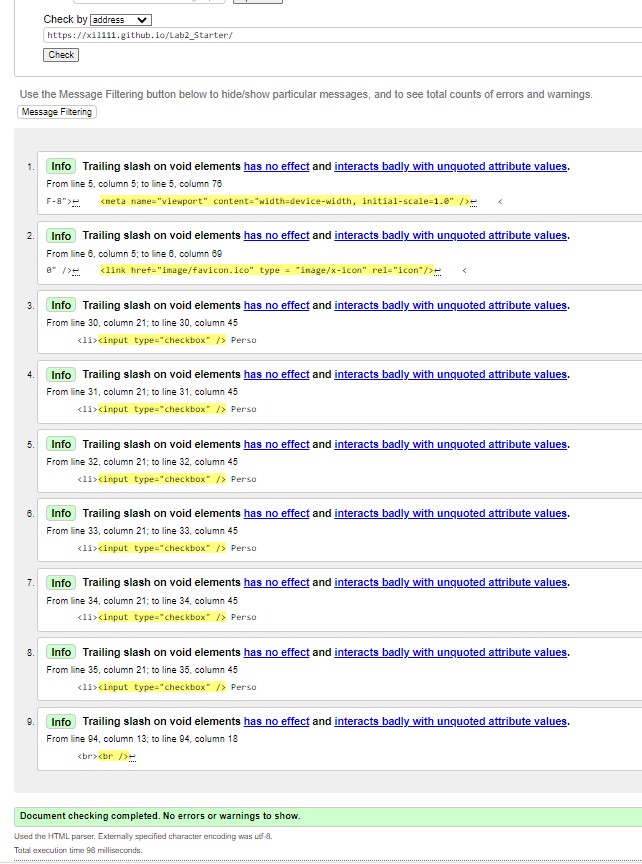 Check by address
https://xil111.github.io/Lab2_Starter/
Check
Use the Message Filtering button below to hide/show particular messages, and to see total counts of errors and warnings.
Message Filtering
1. Info Trailing slash on void elements has no effect and interacts badly with unquoted attribute values.
From line 5, column 5; to line 5, column 76
F-8">↩ <meta name="viewport" content="width=device-width, initial-scale=1.0" />↩ <
2. Info Trailing slash on void elements has no effect and interacts badly with unquoted attribute values.
From line 6, column 5; to line 6, column 69
0" />↩ <link href="image/favicon.ico" type = "image/x-icon" rel="icon"/>↩ <
3. Info Trailing slash on void elements has no effect and interacts badly with unquoted attribute values.
From line 30, column 21; to line 30, column 45
<li><input type="checkbox" /> Perso
4. Info Trailing slash on void elements has no effect and interacts badly with unquoted attribute values.
From line 31, column 21; to line 31, column 45
<li><input type="checkbox" /> Perso
5. Info Trailing slash on void elements has no effect and interacts badly with unquoted attribute values.
From line 32, column 21; to line 32, column 45
<li><input type="checkbox" /> Perso
6. Info Trailing slash on void elements has no effect and interacts badly with unquoted attribute values.
From line 33, column 21; to line 33, column 45
<li><input type="checkbox" /> Perso
7. Info Trailing slash on void elements has no effect and interacts badly with unquoted attribute values.
From line 34, column 21; to line 34, column 45
<li><input type="checkbox" /> Perso
8. Info Trailing slash on void elements has no effect and interacts badly with unquoted attribute values.
From line 35, column 21; to line 35, column 45
<li><input type="checkbox" /> Perso
9. Info Trailing slash on void elements has no effect and interacts badly with unquoted attribute values.
From line 94, column 13; to line 94, column 18
<br><br />↩
Document checking completed. No errors or warnings to show.
Used the HTML parser. Externally specified character encoding was utf-8.
Total execution time 98 milliseconds.